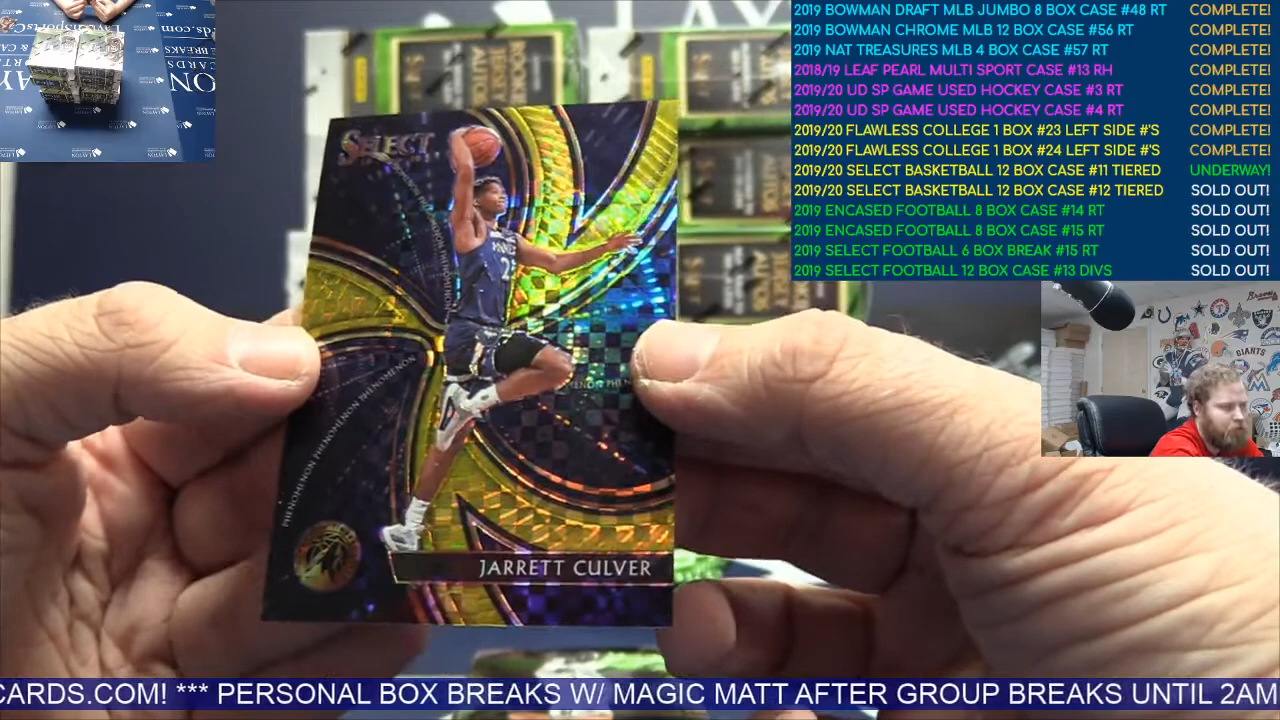 2019 BOWMAN DRAFT MLB JUMBO 8 BOX CASE #48 RT COMPLETE!
2019 BOWMAN CHROME MLB 12 BOX CASE #56 RT COMPLETE!
2019 NAT TREASURES MLB 4 BOX CASE #57 RT COMPLETE!
2018/19 LEAF PEARL MULTI SPORT CASE #13 RH COMPLETE!
2019/20 UD SP GAME USED HOCKEY CASE #3 RT COMPLETE!
2019/20 UD SP GAME USED HOCKEY CASE #4 RT COMPLETE!
2019/20 FLAWLESS COLLEGE 1 BOX #23 LEFT SIDE #'S COMPLETE!
2019/20 FLAWLESS COLLEGE 1 BOX #24 LEFT SIDE #'S COMPLETE!
2019/20 SELECT BASKETBALL 12 BOX CASE #11 TIERED UNDERWAY!
2019/20 SELECT BASKETBALL 12 BOX CASE #12 TIERED SOLD OUT!
2019 ENCASED FOOTBALL 8 BOX CASE #14 RT SOLD OUT!
2019 ENCASED FOOTBALL 8 BOX CASE #15 RT SOLD OUT!
2019 SELECT FOOTBALL 6 BOX BREAK #15 RT SOLD OUT!
2019 SELECT FOOTBALL 12 BOX CASE #13 DIVS SOLD OUT!
SELECT
PHENOMENON PHENOMENON PHENOMENON
JARRETT CULVER
GIANTS
CARDS.COM! *** PERSONAL BOX BREAKS W/ MAGIC MATT AFTER GROUP BREAKS UNTIL 2AM